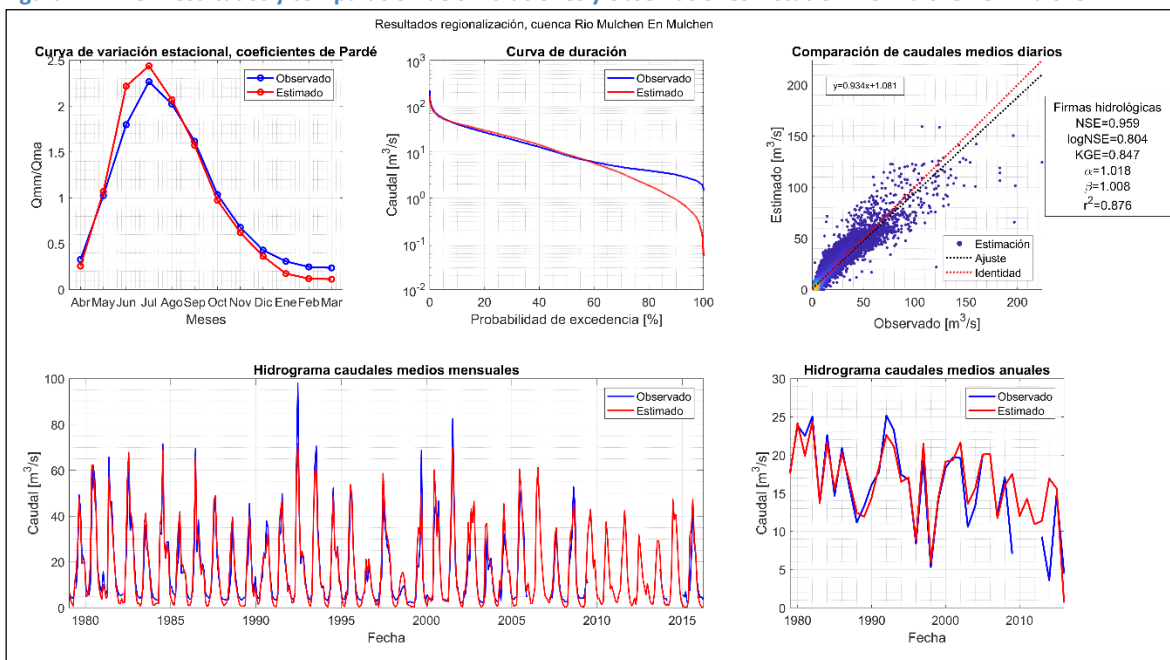 Resultados regionalización, cuenca Rio Mulchen En Mulchen
Curva de variación estacional, coeficientes de Pardé
2.5
2
1.5
1
0.5
0
Qmm/Qma
Observado
Estimado
Abr May Jun Jul Ago Sep Oct Nov Dic Ene Feb Mar
Meses
Curva de duración
10^3
10^2
10^1
10^0
10^-1
10^-2
Caudal [m^3/s]
Observado
Estimado
0 20 40 60 80 100
Probabilidad de excedencia [%]
Comparación de caudales medios diarios
y=0.934x+1.081
200
150
100
50
0
Estimado [m^3/s]
Estimación
Ajuste
Identidad
0 50 100 150 200
Observado [m^3/s]
Firmas hidrológicas
NSE=0.959
logNSE=0.804
KGE=0.847
α=1.018
β=1.008
r^2=0.876
Hidrograma caudales medios mensuales
100
80
60
40
20
0
Caudal [m^3/s]
Observado
Estimado
1980 1985 1990 1995 2000 2005 2010 2015
Fecha
Hidrograma caudales medios anuales
30
25
20
15
10
5
0
Caudal [m^3/s]
Observado
Estimado
1980 1990 2000 2010
Fecha